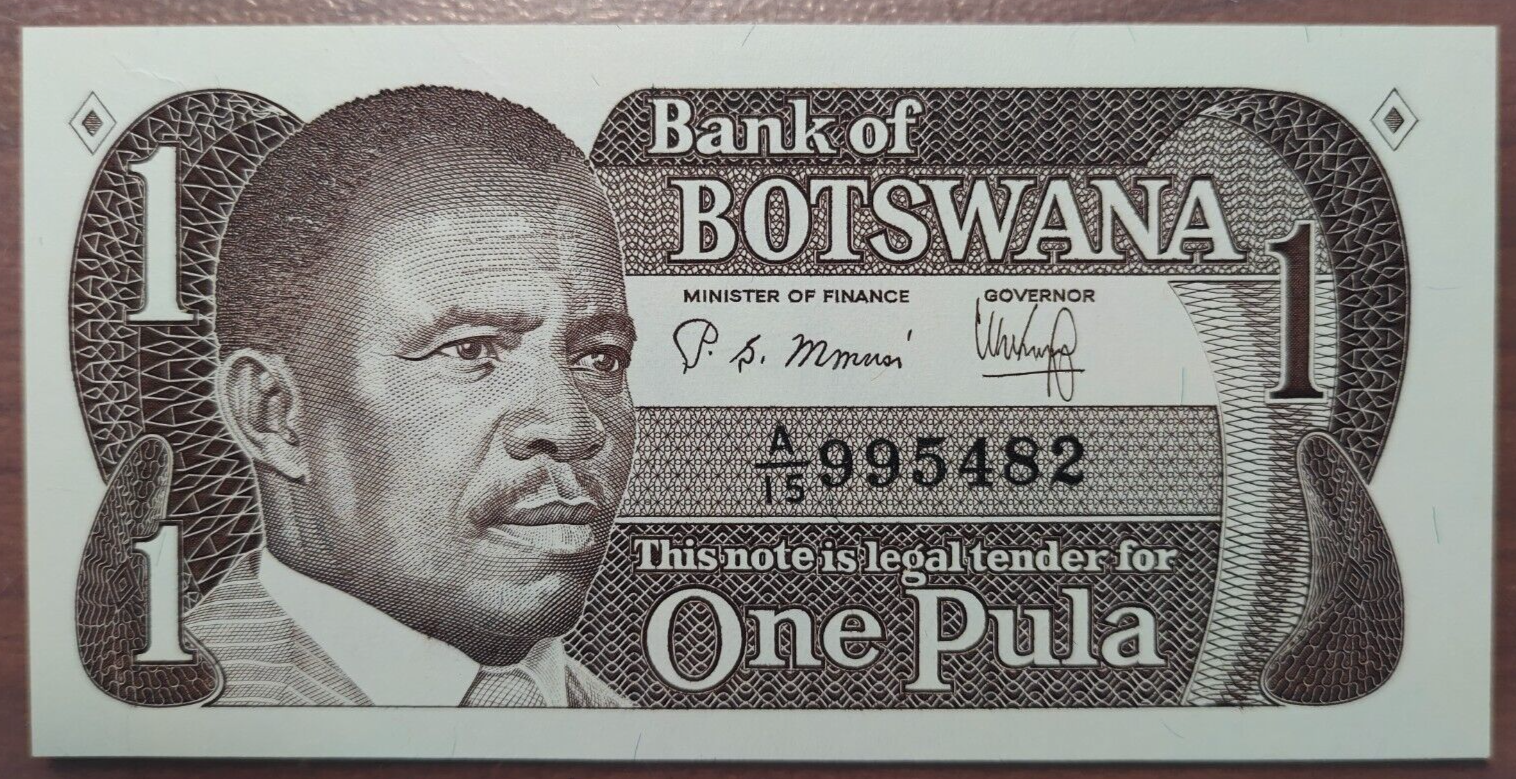 1
Bank of
BOTSWANA
1
MINISTER OF FINANCE GOVERNOR
P. S. Mmusi
A/15 995482
This note is legal tender for
One Pula
1